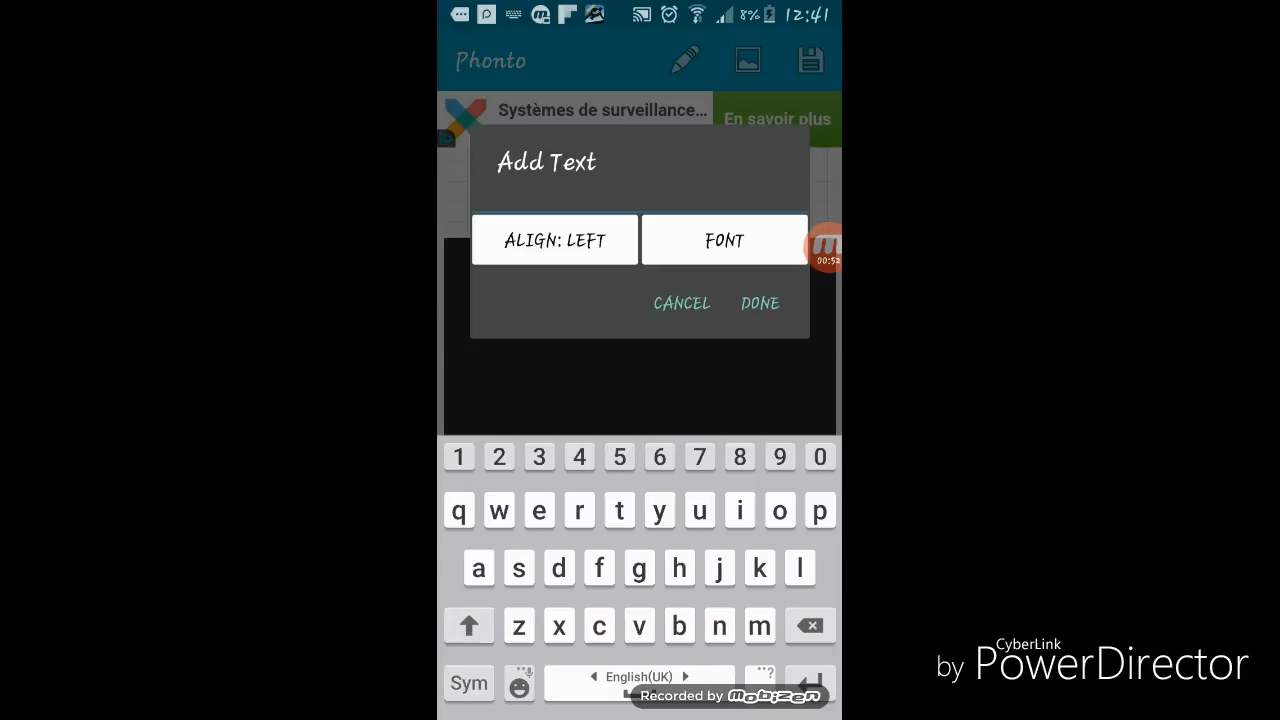 8% 12:41
Phonto
Systèmes de surveillance...
En savoir plus
Add Text
ALIGN: LEFT FONT
00:52
CANCEL DONE
1 2 3 4 5 6 7 8 9 0
q w e r t y u i o p
a s d f g h j k l
z x c v b n m
Sym English(UK) ...?
Recorded by mobizen
CyberLink
by PowerDirector